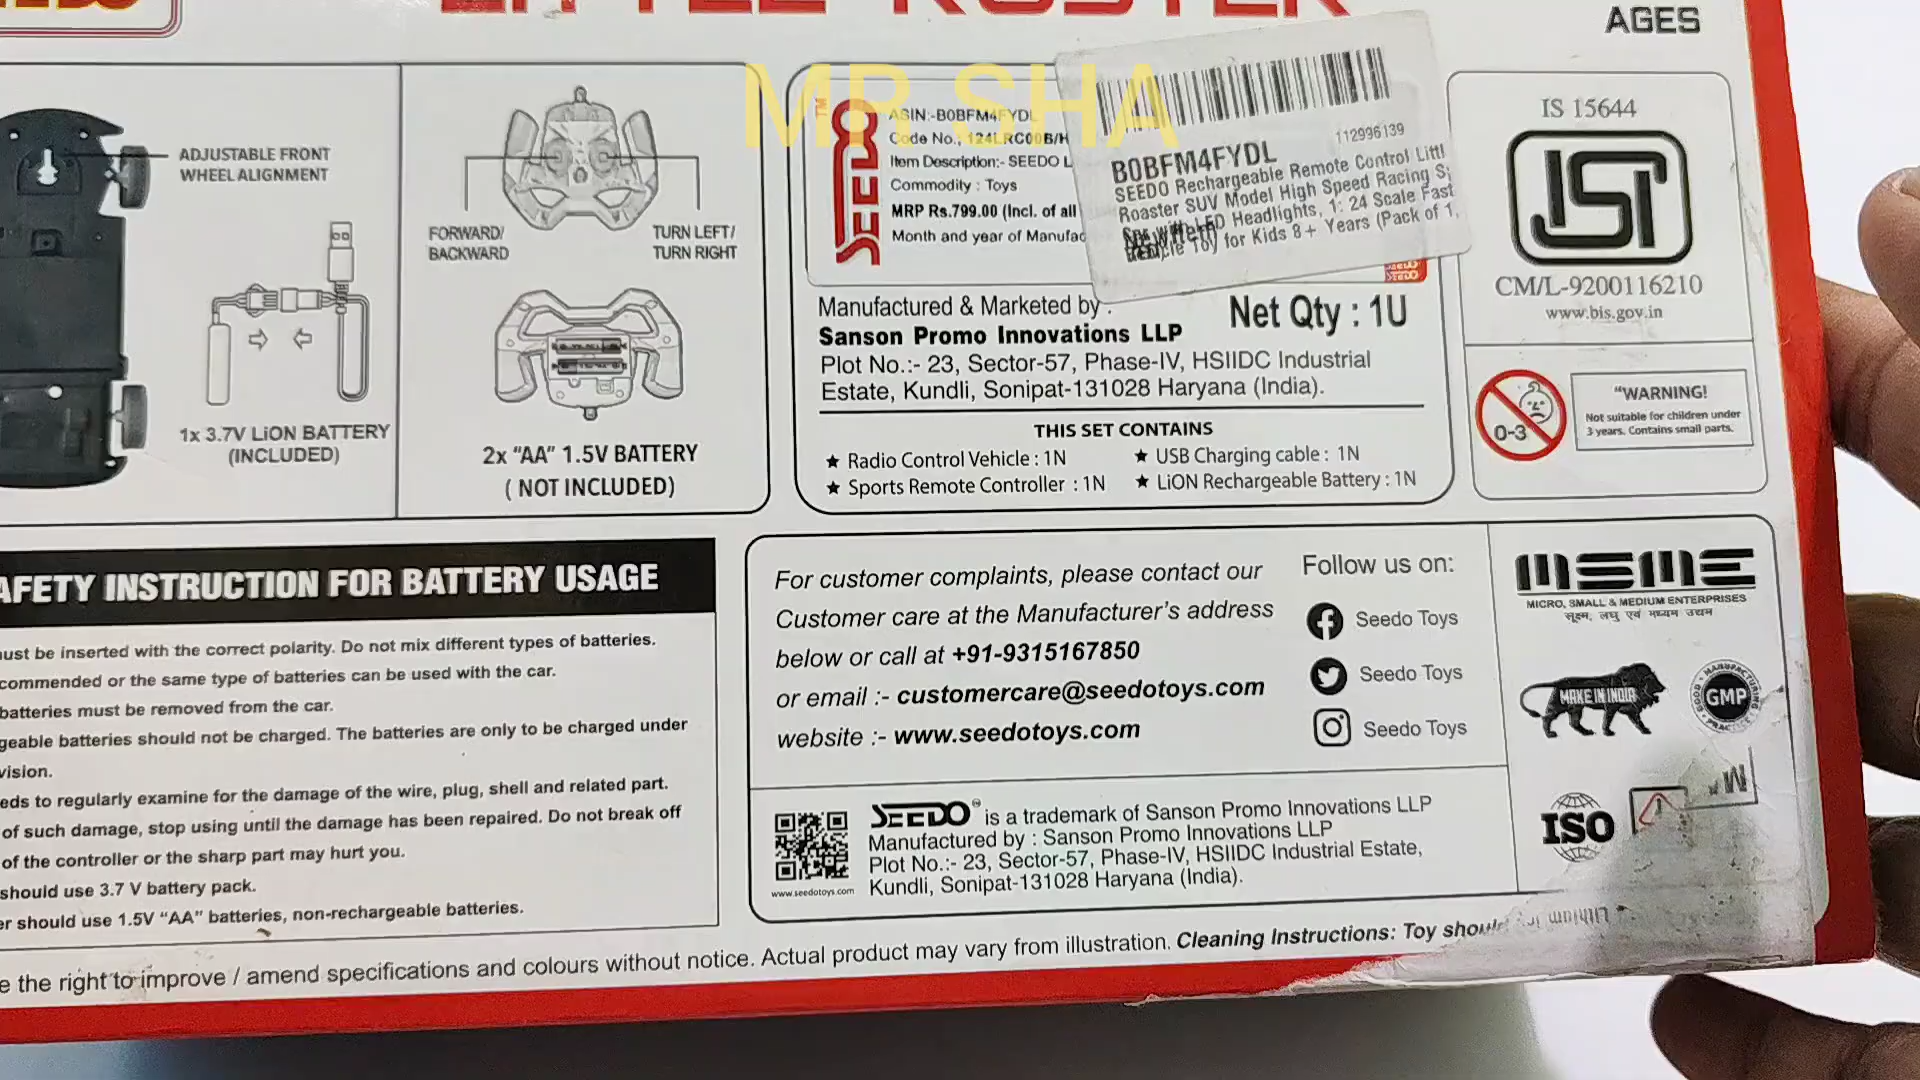 LITTLE ROSTER
AGES
MR SHA
ADJUSTABLE FRONT
WHEEL ALIGNMENT
1x 3.7V LiON BATTERY
(INCLUDED)
FORWARD/
BACKWARD
TURN LEFT/
TURN RIGHT
2x “AA” 1.5V BATTERY
( NOT INCLUDED)
SEEDO
TM
ASIN:-B0BFM4FYDL
Code No., 124LRC00B/H
Item Description:- SEEDO L
Commodity : Toys
MRP Rs.799.00 (Incl. of all
Month and year of Manufac
112996139
B0BFM4FYDL
SEEDO Rechargeable Remote Control Littl
Roaster SUV Model High Speed Racing S
Car with LED Headlights, 1: 24 Scale Fast
Toy for Kids 8+ Years (Pack of 1,
Manufactured & Marketed by :
Net Qty : 1U
Sanson Promo Innovations LLP
Plot No.:- 23, Sector-57, Phase-IV, HSIIDC Industrial
Estate, Kundli, Sonipat-131028 Haryana (India).
THIS SET CONTAINS
★ Radio Control Vehicle : 1N
★ USB Charging cable : 1N
★ Sports Remote Controller : 1N
★ LiON Rechargeable Battery : 1N
IS 15644
CM/L-9200116210
www.bis.gov.in
0-3
“WARNING!
Not suitable for children under
3 years. Contains small parts.
AFETY INSTRUCTION FOR BATTERY USAGE
ust be inserted with the correct polarity. Do not mix different types of batteries.
commended or the same type of batteries can be used with the car.
batteries must be removed from the car.
geable batteries should not be charged. The batteries are only to be charged under
vision.
eds to regularly examine for the damage of the wire, plug, shell and related part.
of such damage, stop using until the damage has been repaired. Do not break off
of the controller or the sharp part may hurt you.
should use 3.7 V battery pack.
er should use 1.5V “AA” batteries, non-rechargeable batteries.
For customer complaints, please contact our
Customer care at the Manufacturer’s address
below or call at +91-9315167850
or email :- customercare@seedotoys.com
website :- www.seedotoys.com
Follow us on:
Seedo Toys
Seedo Toys
Seedo Toys
MSME
MICRO, SMALL & MEDIUM ENTERPRISES
सूक्ष्म, लघु एवं मध्यम उद्यम
MAKE IN INDIA
GOOD MANUFACTURING PRACTICE
GMP
ISO
www.seedotoys.com
SEEDO® is a trademark of Sanson Promo Innovations LLP
Manufactured by : Sanson Promo Innovations LLP
Plot No.:- 23, Sector-57, Phase-IV, HSIIDC Industrial Estate,
Kundli, Sonipat-131028 Haryana (India).
e the right to improve / amend specifications and colours without notice. Actual product may vary from illustration. Cleaning Instructions: Toy should